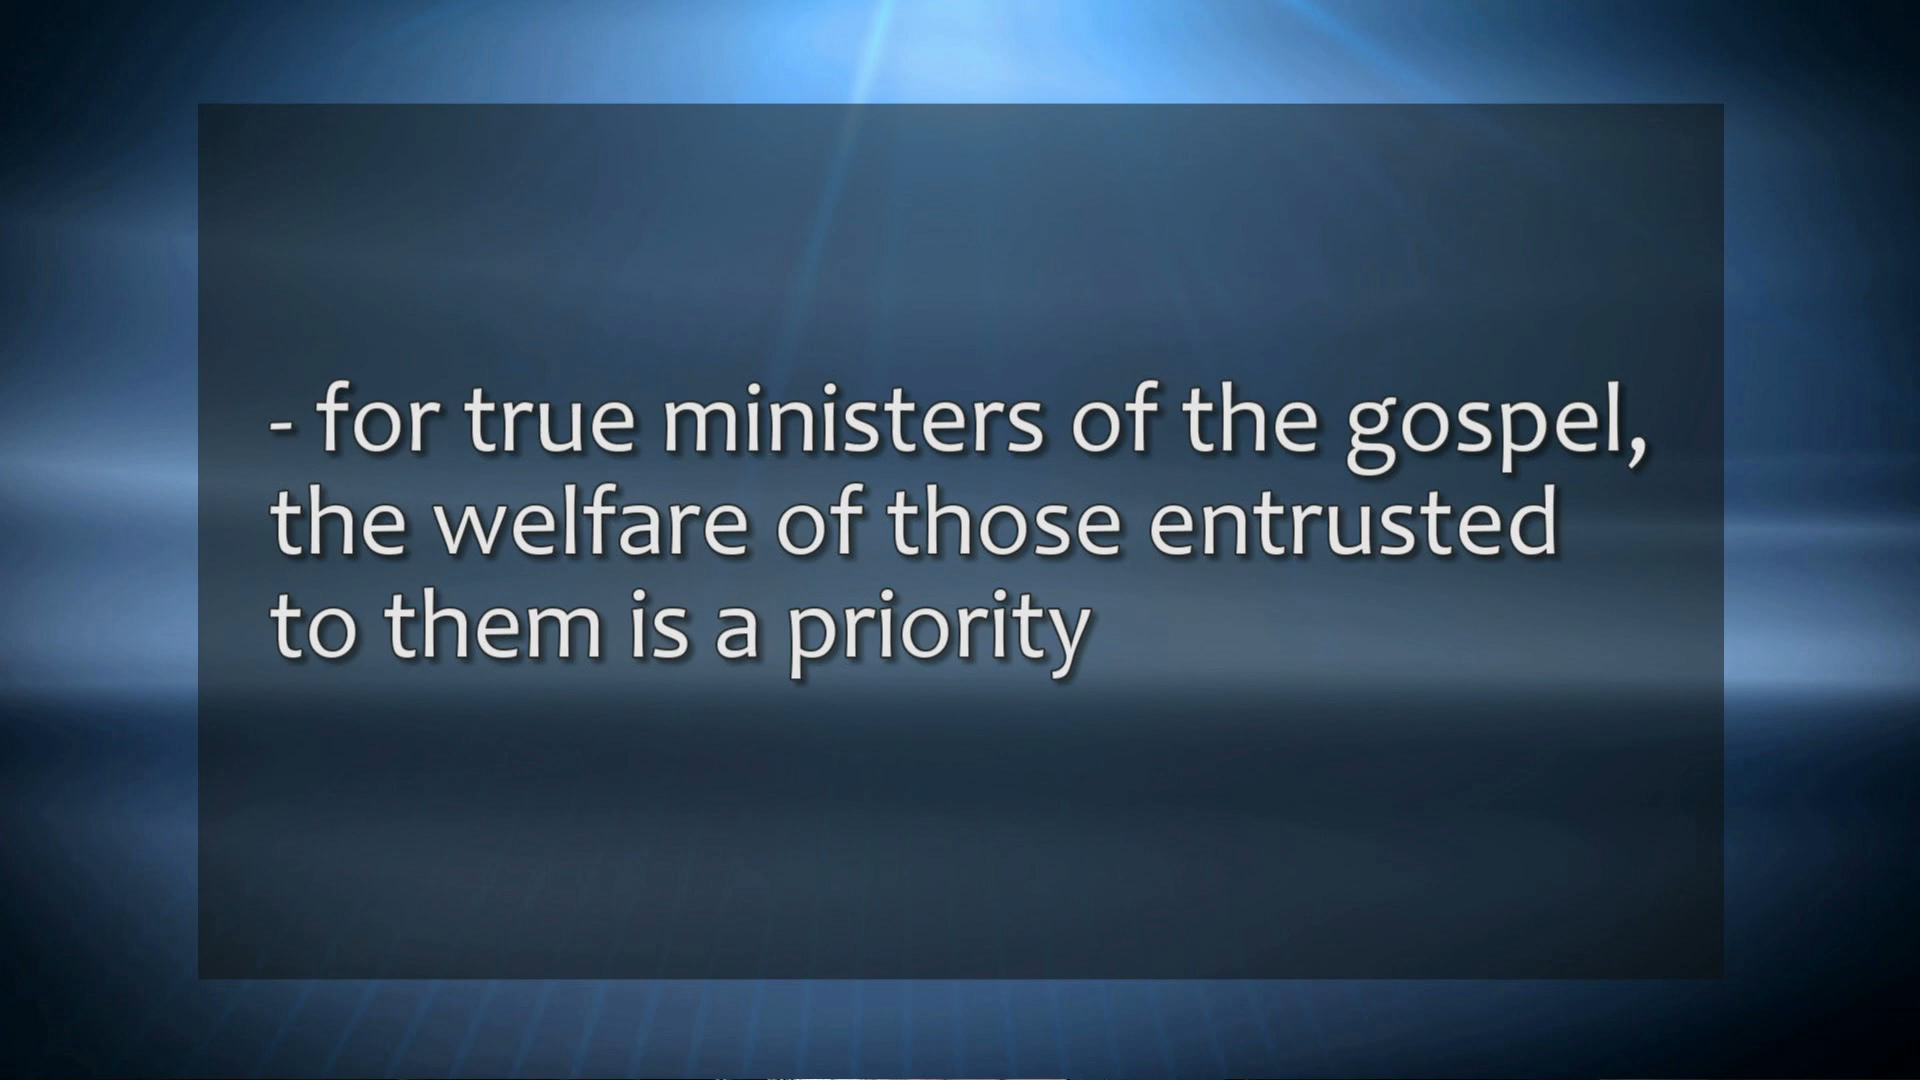 - for true ministers of the gospel,
the welfare of those entrusted
to them is a priority